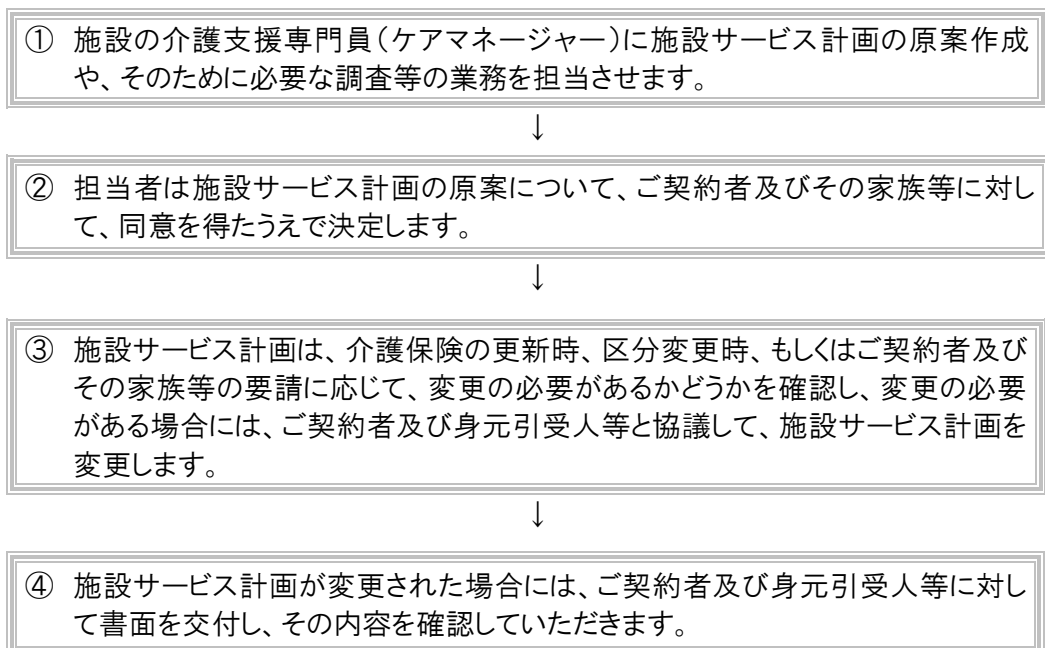 ① 施設の介護支援専門員（ケアマネージャー）に施設サービス計画の原案作成
や、そのために必要な調査等の業務を担当させます。
↓
② 担当者は施設サービス計画の原案について、ご契約者及びその家族等に対し
て、同意を得たうえで決定します。
↓
③ 施設サービス計画は、介護保険の更新時、区分変更時、もしくはご契約者及び
その家族等の要請に応じて、変更の必要があるかどうかを確認し、変更の必要
がある場合には、ご契約者及び身元引受人等と協議して、施設サービス計画を
変更します。
↓
④ 施設サービス計画が変更された場合には、ご契約者及び身元引受人等に対し
て書面を交付し、その内容を確認していただきます。